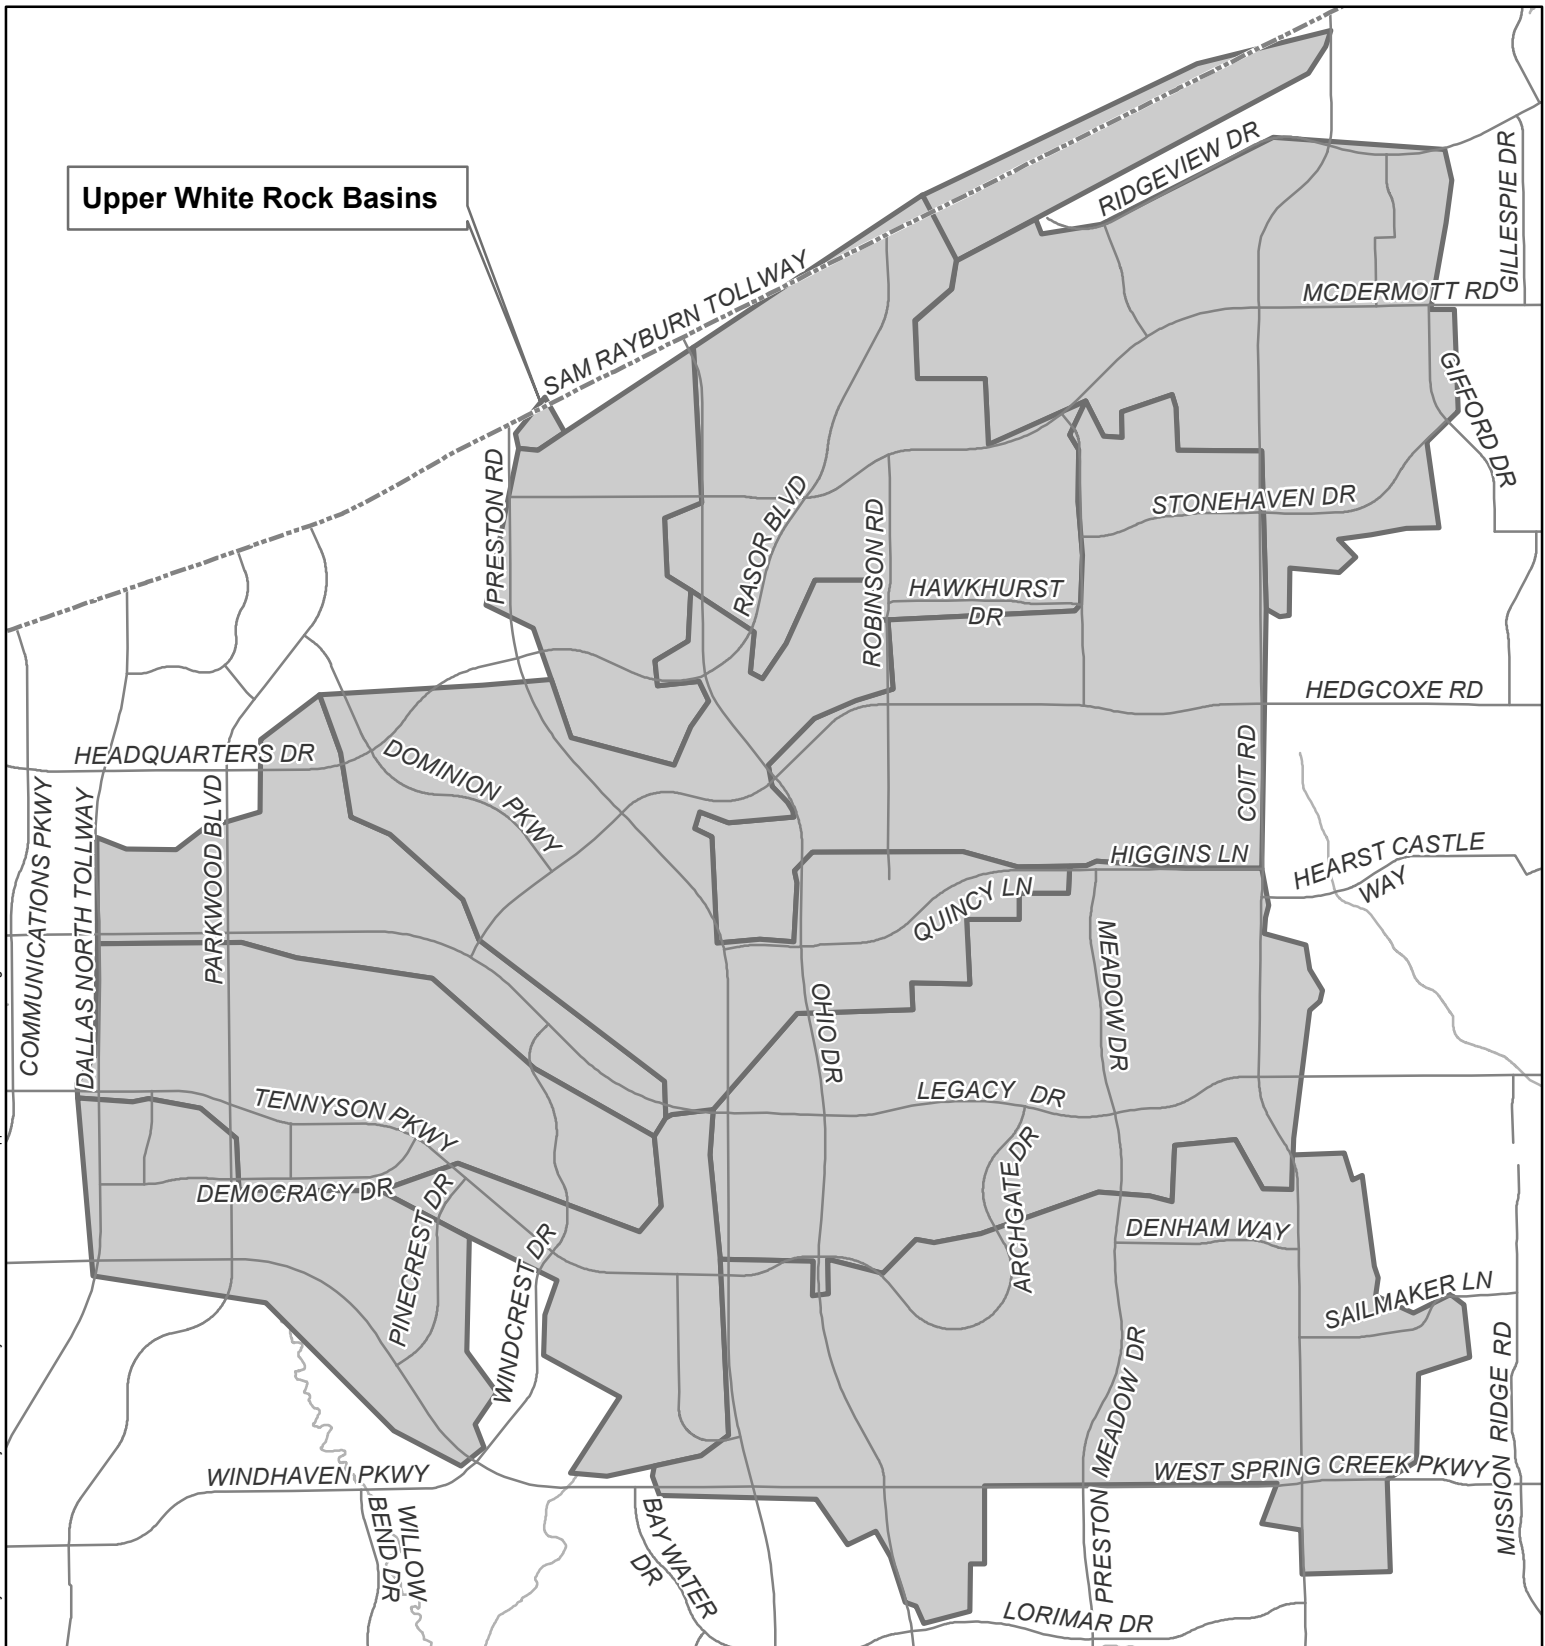 RIDGEVIEW DR
GILLESPIE DR
Upper White Rock Basins
SAM RAYBURN TOLLWAY
MCDERMOTT RD
GIFFORD DR
PRESTON RD
STONEHAVEN DR
RASOR BLVD
ROBINSON RD
HAWKHURST
DR
HEDGCOXE RD
HEADQUARTERS DR
DOMINION PKWY
COIT RD
COMMUNICATIONS PKWY
DALLAS NORTH TOLLWAY
PARKWOOD BLVD
HIGGINS LN
HEARST CASTLE
WAY
QUINCY LN
MEADOW DR
OHIO DR
TENNYSON PKWY
LEGACY DR
ARCHGATE DR
DEMOCRACY DR
PINECREST DR
WINDCREST DR
DENHAM WAY
SAILMAKER LN
MISSION RIDGE RD
PRESTON MEADOW DR
WINDHAVEN PKWY
WEST SPRING CREEK PKWY
WILLOW
BEND DR
BAYWATER
DR
LORIMAR DR